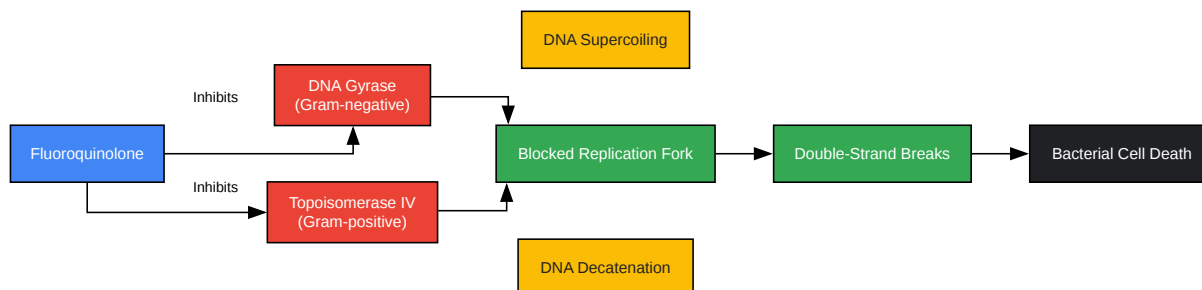 DNA Supercoiling
DNA Gyrase
(Gram-negative)
Inhibits
Fluoroquinolone
Blocked Replication Fork
Double-Strand Breaks
Bacterial Cell Death
Inhibits
Topoisomerase IV
(Gram-positive)
DNA Decatenation